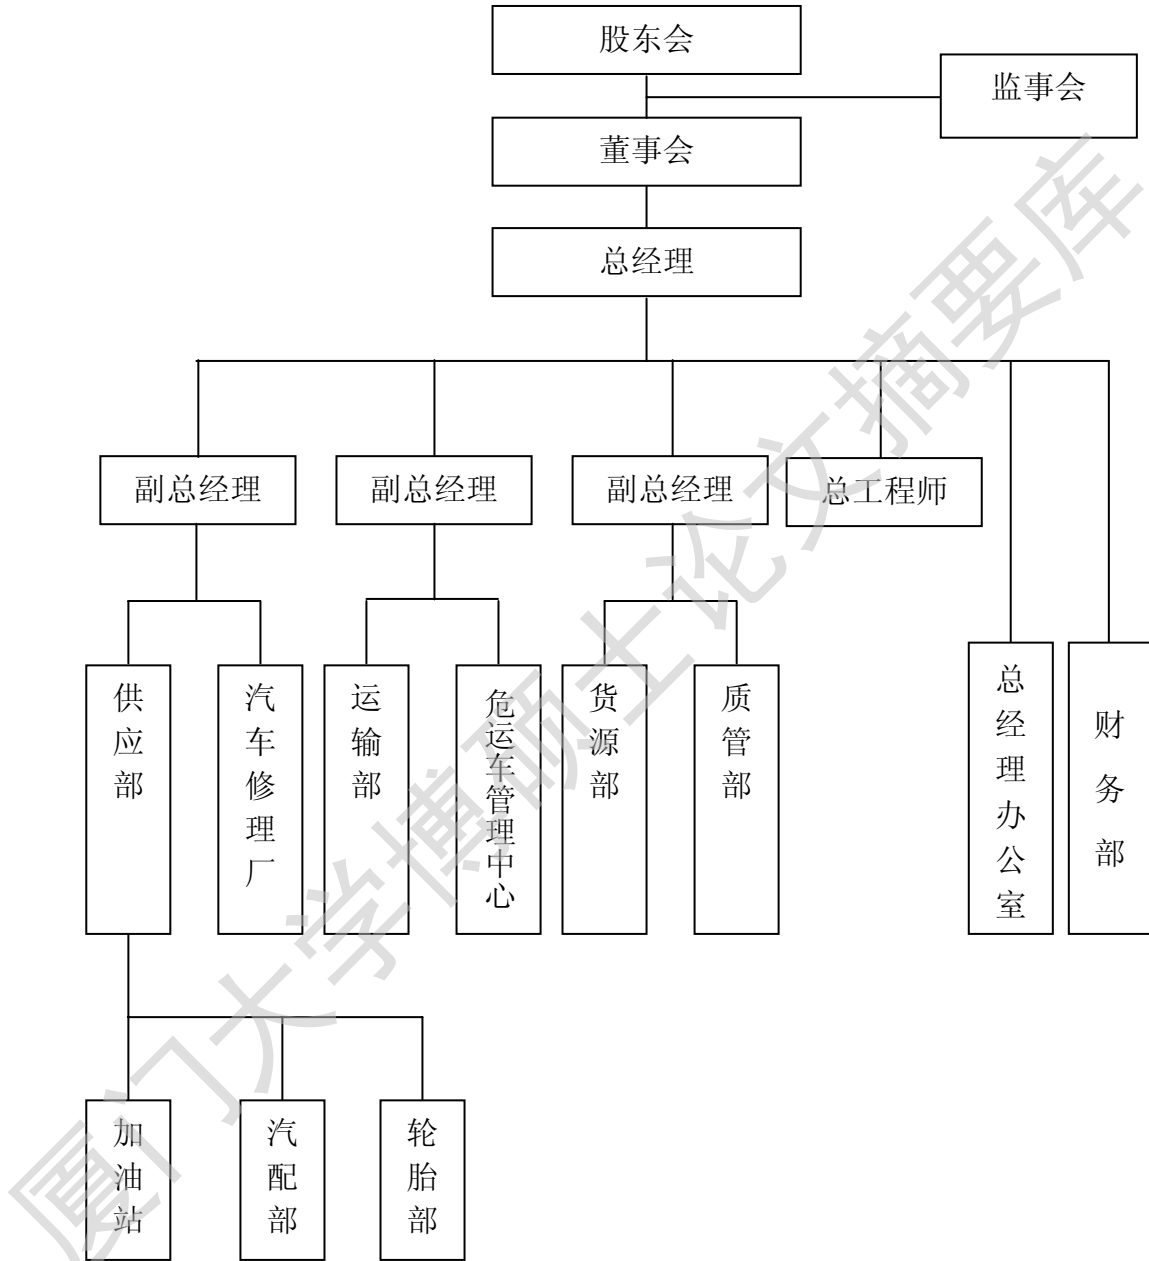 股东会
监事会
董事会
总经理
副总经理
副总经理
副总经理
总工程师
供应部
汽车修理厂
运输部
危运车管理中心
货源部
质管部
总经理办公室
财务部
加油站
汽配部
轮胎部
厦门大学博硕士论文摘要库